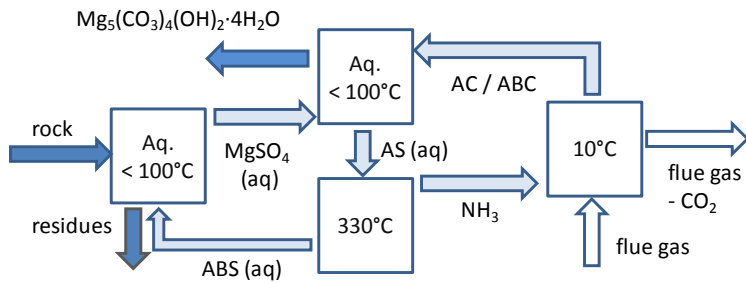 Mg₅(CO₃)₄(OH)₂·4H₂O
Aq.
< 100°C
AC / ABC
rock
Aq.
< 100°C
MgSO₄
(aq)
AS (aq)
10°C
flue gas
- CO₂
residues
330°C
NH₃
ABS (aq)
flue gas